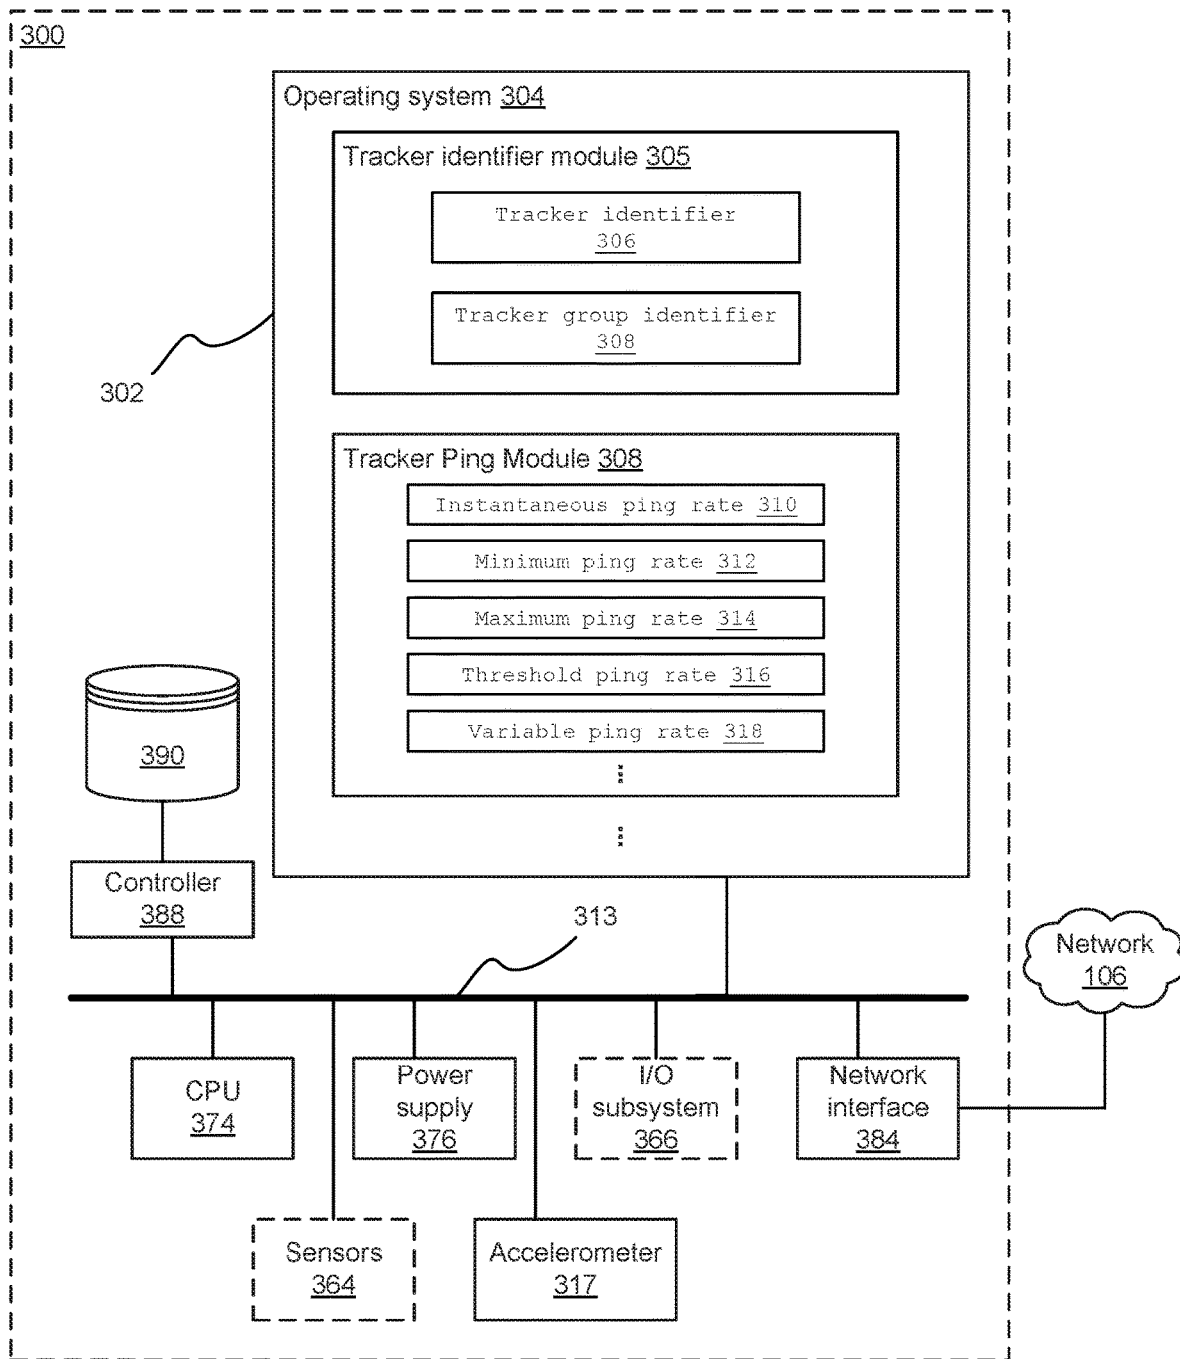 300
Operating system 304
Tracker identifier module 305
Tracker identifier
306
Tracker group identifier
308
302
Tracker Ping Module 308
Instantaneous ping rate 310
Minimum ping rate 312
Maximum ping rate 314
Threshold ping rate 316
Variable ping rate 318
390
Controller
388
313
Network
106
CPU
374
Power
supply
376
I/O
subsystem
366
Network
interface
384
Sensors
364
Accelerometer
317